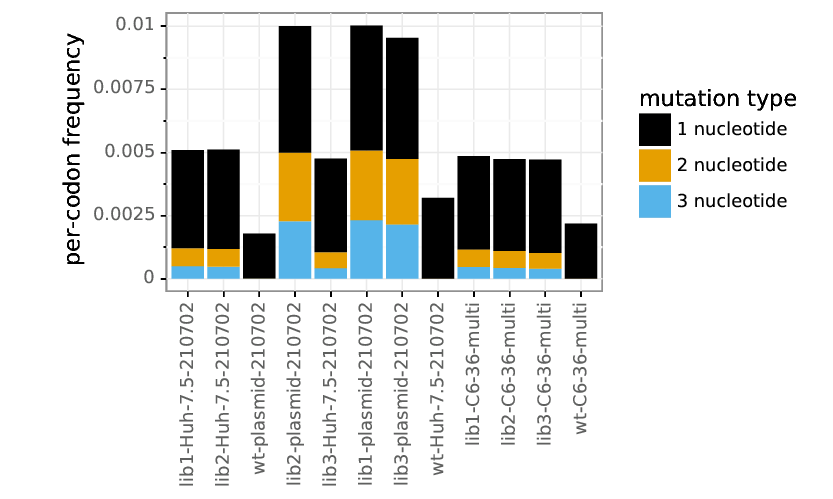 per-codon frequency
0.01
0.0075
0.005
0.0025
0
lib1-Huh-7.5-210702
lib2-Huh-7.5-210702
wt-plasmid-210702
lib2-plasmid-210702
lib3-Huh-7.5-210702
lib1-plasmid-210702
lib3-plasmid-210702
wt-Huh-7.5-210702
lib1-C6-36-multi
lib2-C6-36-multi
lib3-C6-36-multi
wt-C6-36-multi
mutation type
1 nucleotide
2 nucleotide
3 nucleotide